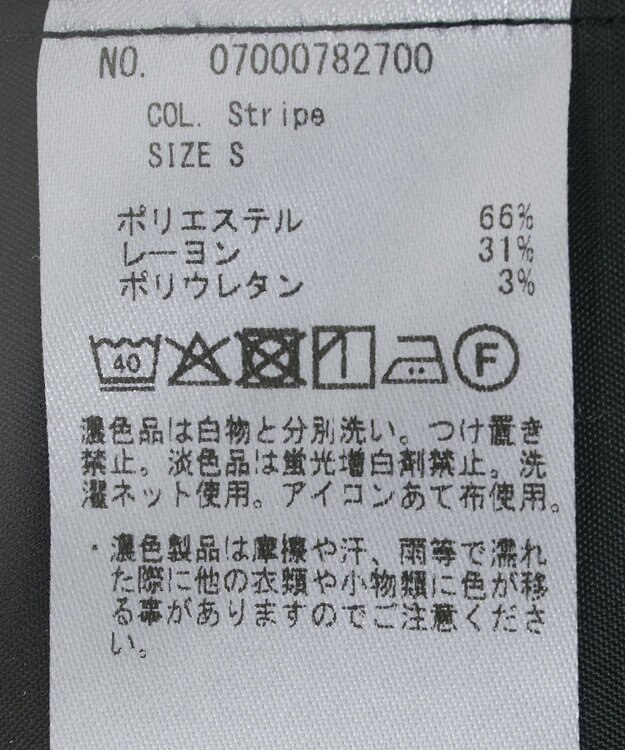 NO. 07000782700
COL. Stripe
SIZE S
ポリエステル 66%
レーヨン 31%
ポリウレタン 3%
40 F
濃色品は白物と分別洗い。つけ置き
禁止。淡色品は蛍光増白剤禁止。洗
濯ネット使用。アイロンあて布使用。
・濃色製品は摩擦や汗、雨等で濡れ
た際に他の衣類や小物類に色が移
る事がありますのでご注意くださ
い。